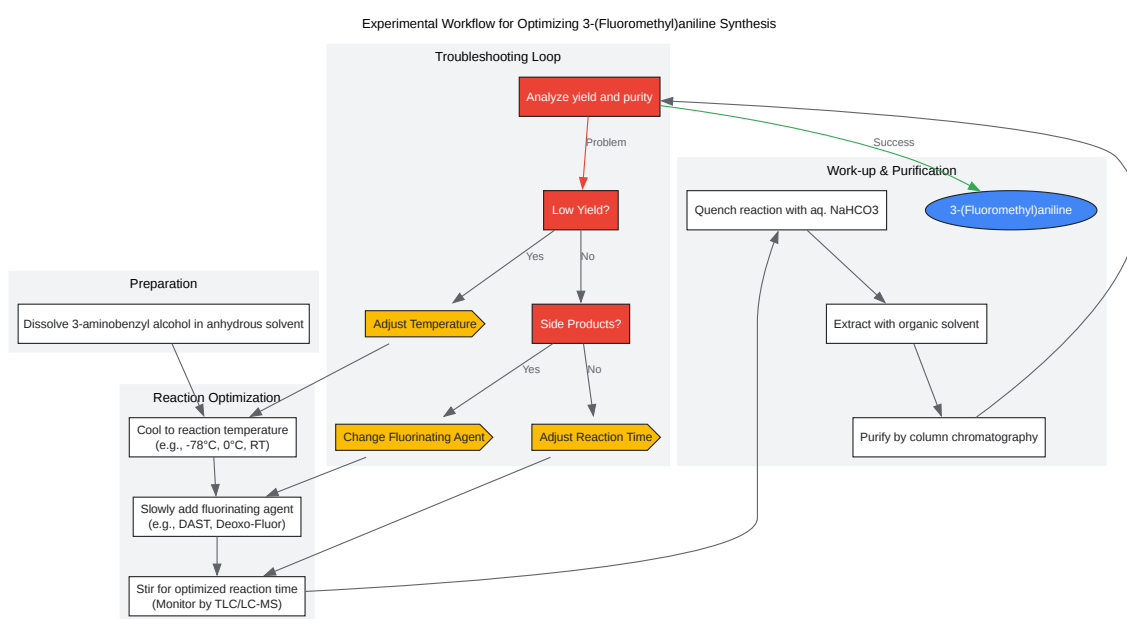 Experimental Workflow for Optimizing 3-(Fluoromethyl)aniline Synthesis
Troubleshooting Loop
Analyze yield and purity
Problem
Success
Work-up & Purification
Low Yield?
Quench reaction with aq. NaHCO3
3-(Fluoromethyl)aniline
Yes
No
Preparation
Dissolve 3-aminobenzyl alcohol in anhydrous solvent
Adjust Temperature
Side Products?
Extract with organic solvent
Yes
No
Reaction Optimization
Cool to reaction temperature
(e.g., -78°C, 0°C, RT)
Change Fluorinating Agent
Adjust Reaction Time
Purify by column chromatography
Slowly add fluorinating agent
(e.g., DAST, Deoxo-Fluor)
Stir for optimized reaction time
(Monitor by TLC/LC-MS)